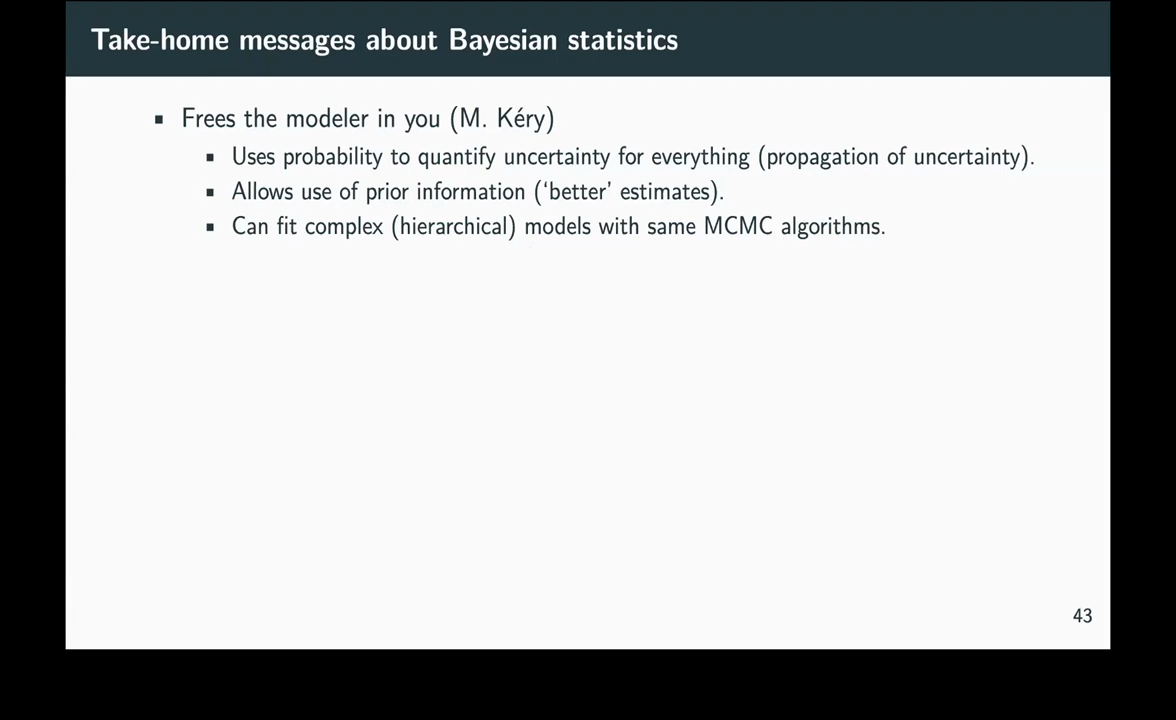 Take-home messages about Bayesian statistics
▪ Frees the modeler in you (M. Kéry)
▪ Uses probability to quantify uncertainty for everything (propagation of uncertainty).
▪ Allows use of prior information (‘better’ estimates).
▪ Can fit complex (hierarchical) models with same MCMC algorithms.
43